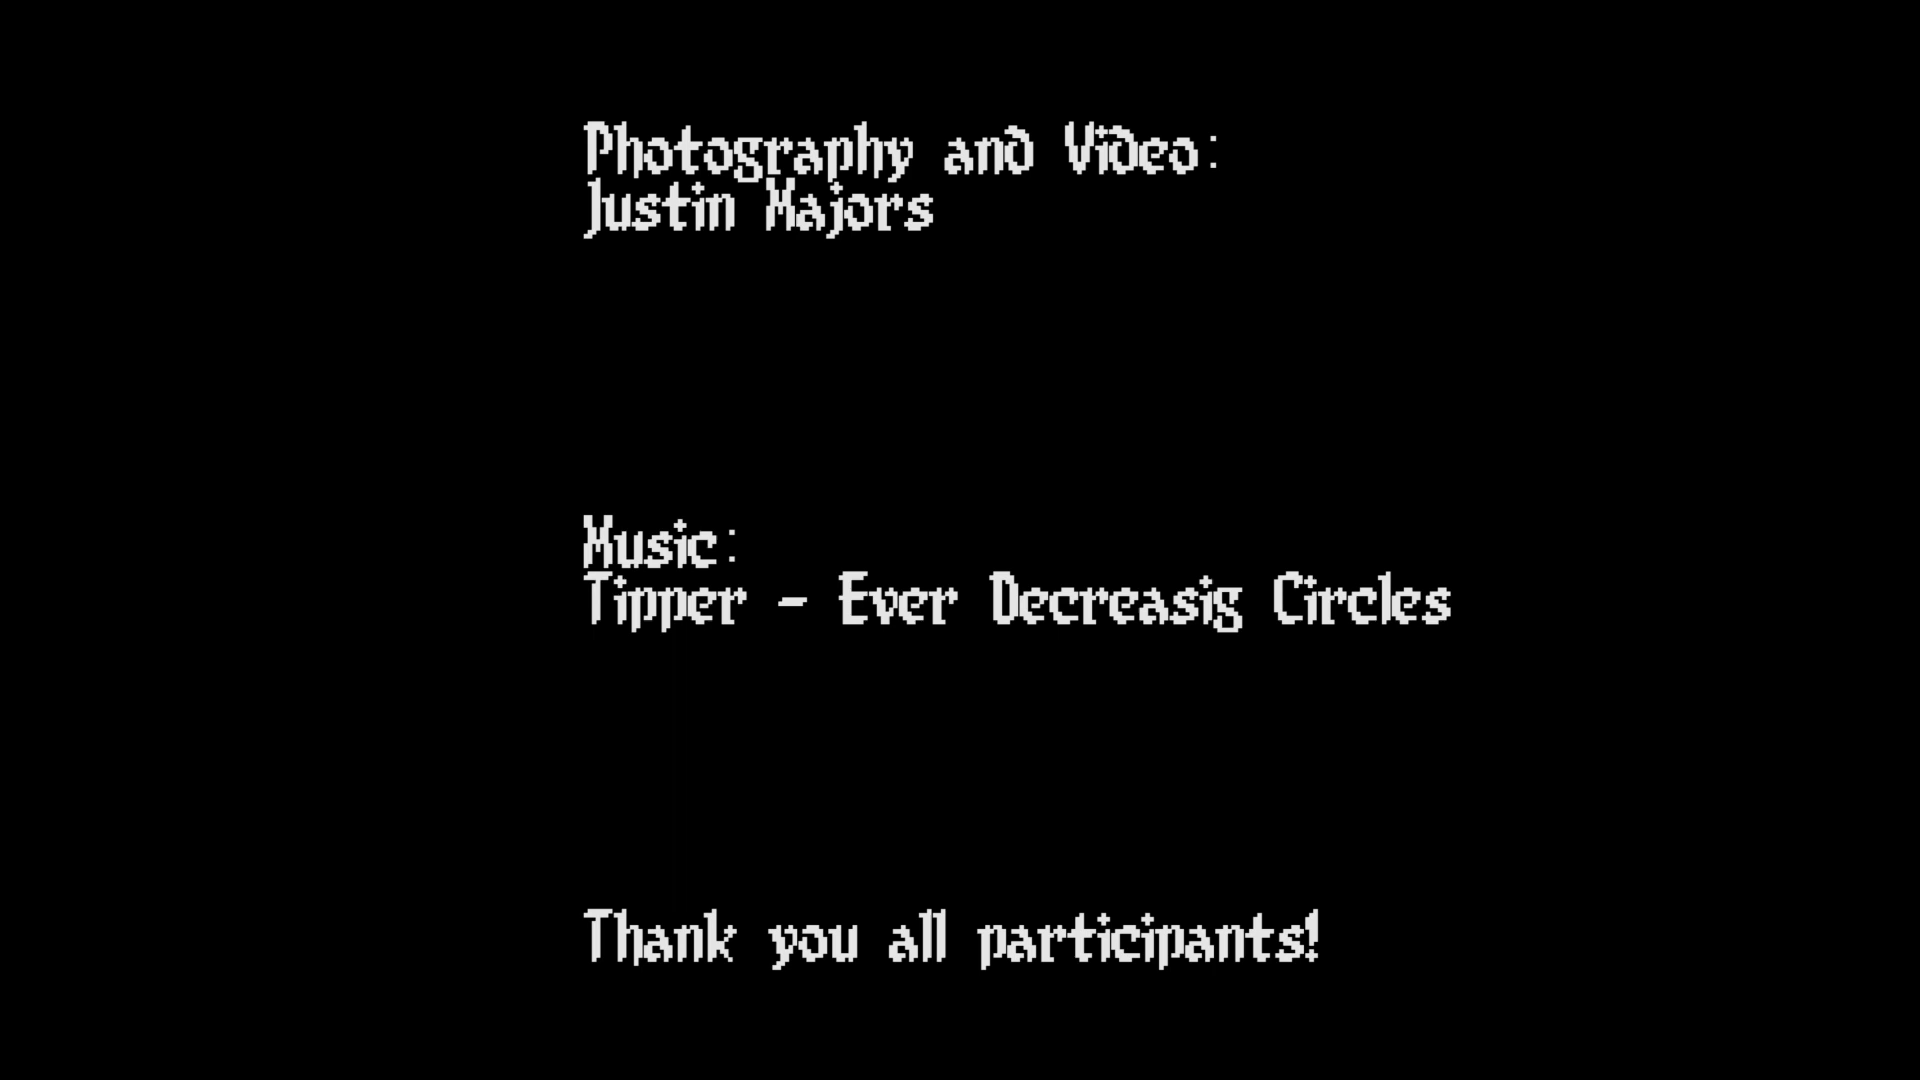 Photography and Video:
Justin Majors
Music:
Tipper - Ever Decreasig Circles
Thank you all participants!